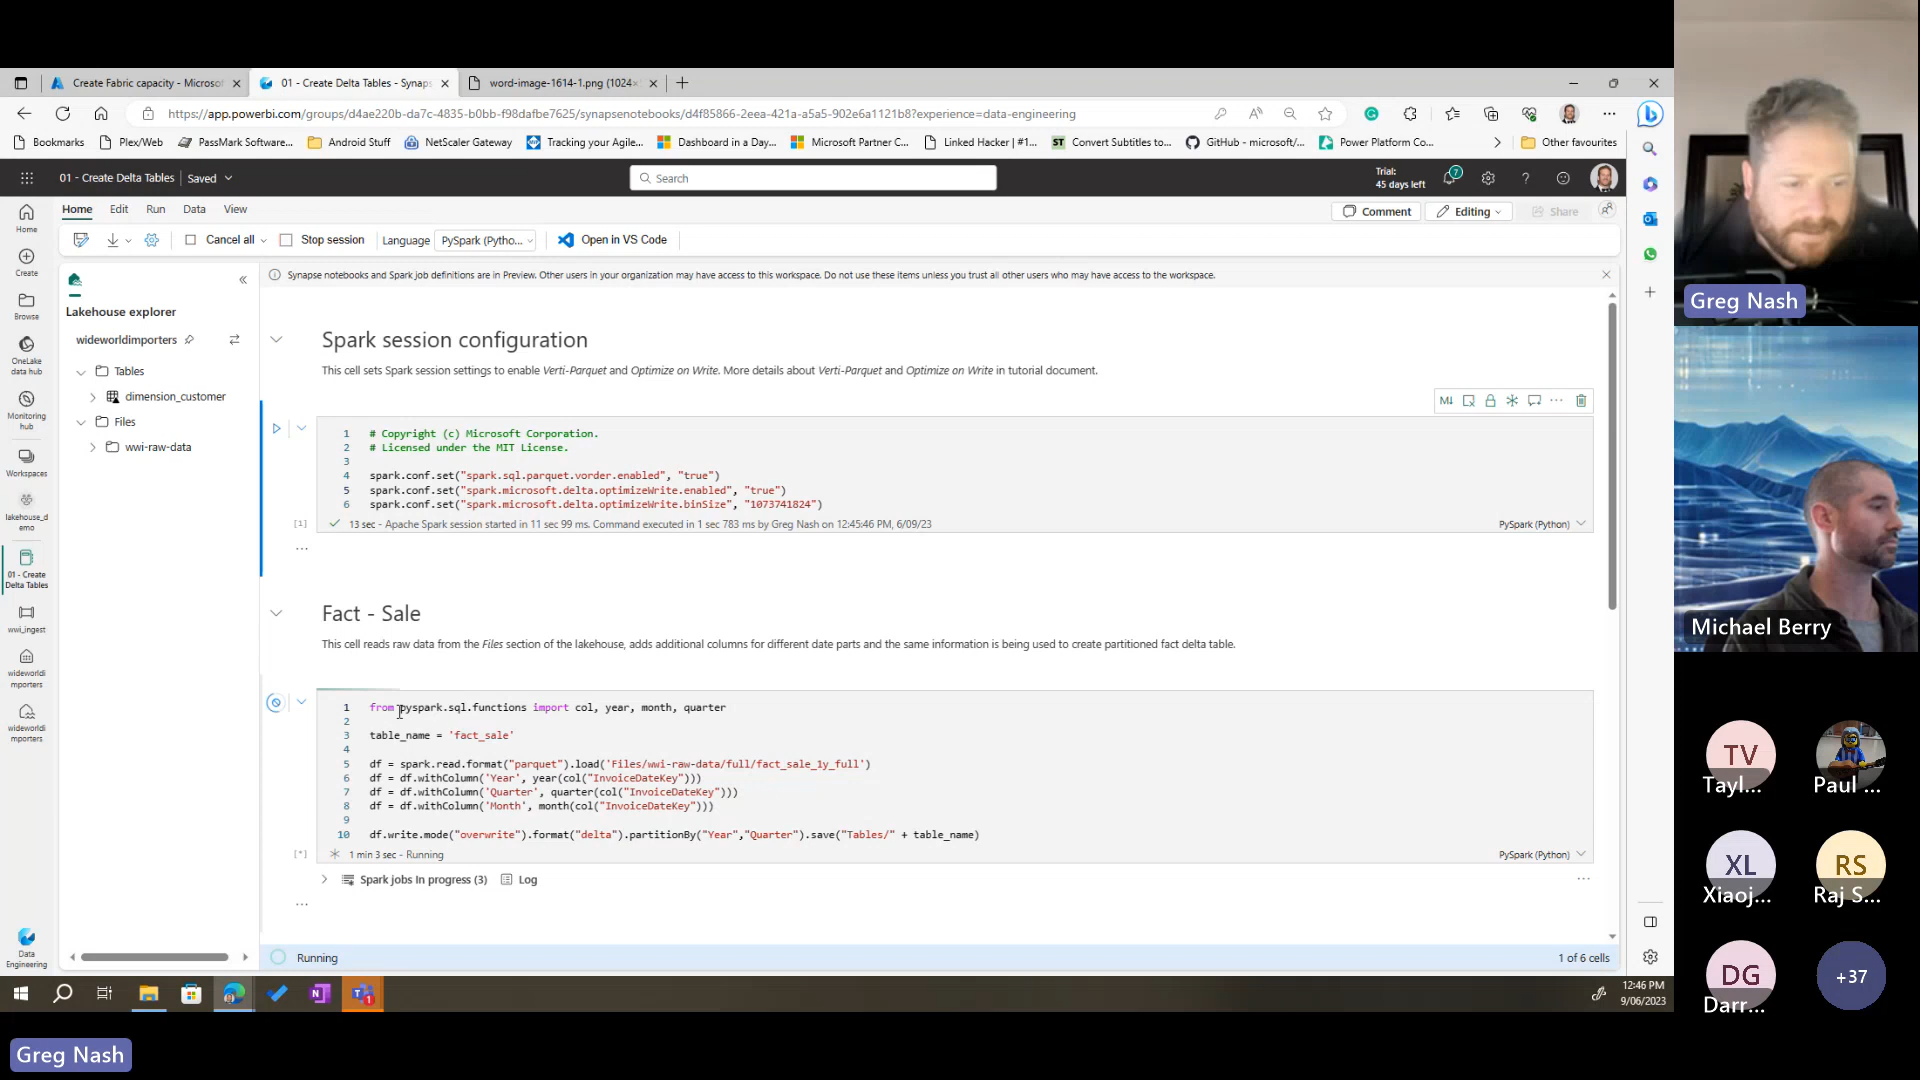 Create Fabric capacity - Microso
01 - Create Delta Tables - Synaps
word-image-1614-1.png (1024×
https://app.powerbi.com/groups/d4ae220b-da7c-4835-b0bb-f98dafbe7625/synapsenotebooks/d4f85866-2eea-421a-a5a5-902e6a1121b8?experience=data-engineering
Bookmarks
Plex/Web
PassMark Software...
Android Stuff
NetScaler Gateway
Tracking your Agile...
Dashboard in a Day...
Microsoft Partner C...
Linked Hacker | #1...
ST Convert Subtitles to...
GitHub - microsoft/...
Power Platform Co...
Other favourites
01 - Create Delta Tables
Saved
Search
Trial:
45 days left
7
?
Home
Edit
Run
Data
View
Comment
Editing
Share
Cancel all
Stop session
Language
PySpark (Pytho...
Open in VS Code
Home
Create
Browse
OneLake
data hub
Monitoring
hub
Workspaces
lakehouse_d
emo
01 - Create
Delta Tables
wwi_ingest
wideworldi
mporters
wideworldi
mporters
Data
Engineering
Lakehouse explorer
wideworldimporters
Tables
dimension_customer
Files
wwi-raw-data
Synapse notebooks and Spark job definitions are in Preview. Other users in your organization may have access to this workspace. Do not use these items unless you trust all other users who may have access to the workspace.
Spark session configuration
This cell sets Spark session settings to enable Verti-Parquet and Optimize on Write. More details about Verti-Parquet and Optimize on Write in tutorial document.
M↓
1 # Copyright (c) Microsoft Corporation.
2 # Licensed under the MIT License.
3
4 spark.conf.set("spark.sql.parquet.vorder.enabled", "true")
5 spark.conf.set("spark.microsoft.delta.optimizeWrite.enabled", "true")
6 spark.conf.set("spark.microsoft.delta.optimizeWrite.binSize", "1073741824")
[1]
13 sec - Apache Spark session started in 11 sec 99 ms. Command executed in 1 sec 783 ms by Greg Nash on 12:45:46 PM, 6/09/23
PySpark (Python)
Fact - Sale
This cell reads raw data from the Files section of the lakehouse, adds additional columns for different date parts and the same information is being used to create partitioned fact delta table.
1 from pyspark.sql.functions import col, year, month, quarter
2
3 table_name = 'fact_sale'
4
5 df = spark.read.format("parquet").load('Files/wwi-raw-data/full/fact_sale_1y_full')
6 df = df.withColumn('Year', year(col("InvoiceDateKey")))
7 df = df.withColumn('Quarter', quarter(col("InvoiceDateKey")))
8 df = df.withColumn('Month', month(col("InvoiceDateKey")))
9
10 df.write.mode("overwrite").format("delta").partitionBy("Year","Quarter").save("Tables/" + table_name)
[*]
1 min 3 sec - Running
PySpark (Python)
Spark jobs In progress (3)
Log
Running
1 of 6 cells
12:46 PM
9/06/2023
Greg Nash
Greg Nash
Michael Berry
TV
Tayl...
Paul ...
XL
Xiaoj...
RS
Raj S...
DG
Darr...
+37